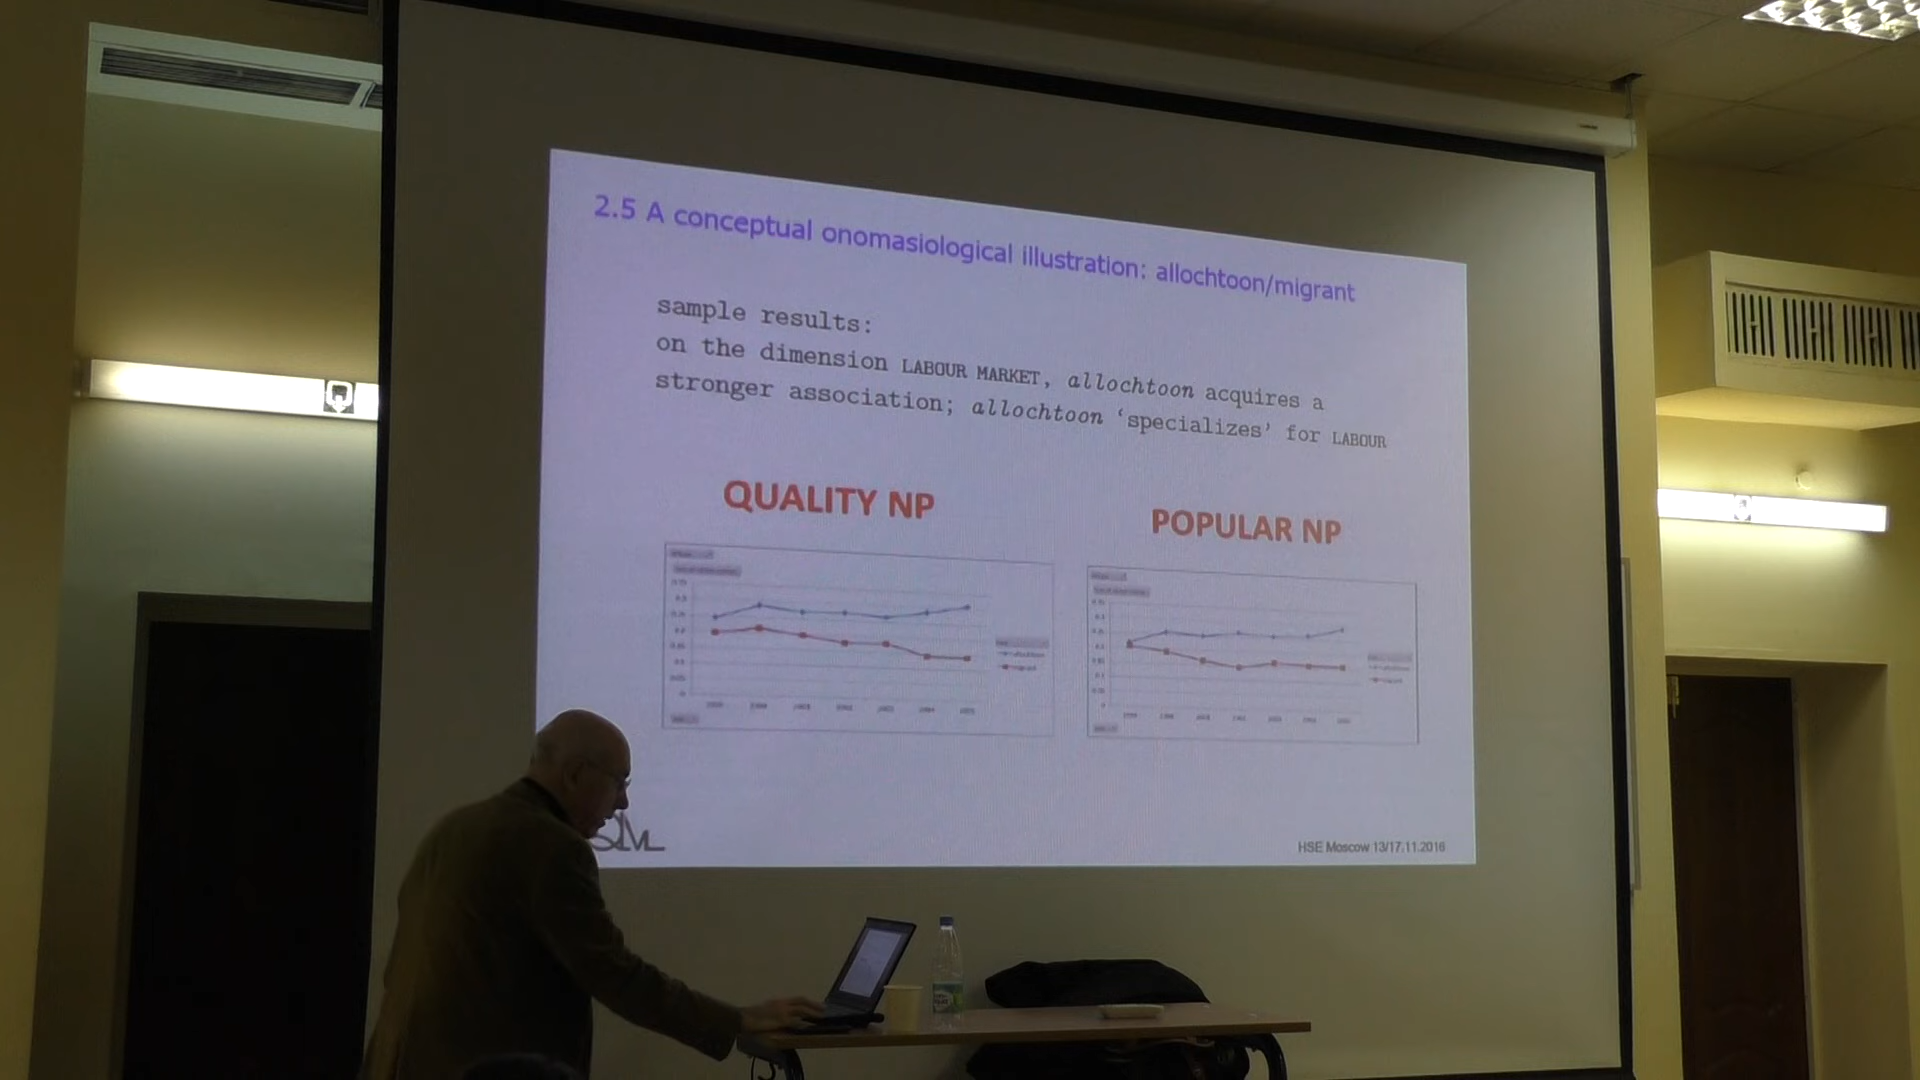 2.5 A conceptual onomasiological illustration: allochtoon/migrant
sample results:
on the dimension LABOUR MARKET, allochtoon acquires a
stronger association; allochtoon ‘specializes’ for LABOUR
QUALITY NP
POPULAR NP
HSE Moscow 13/17.11.2016